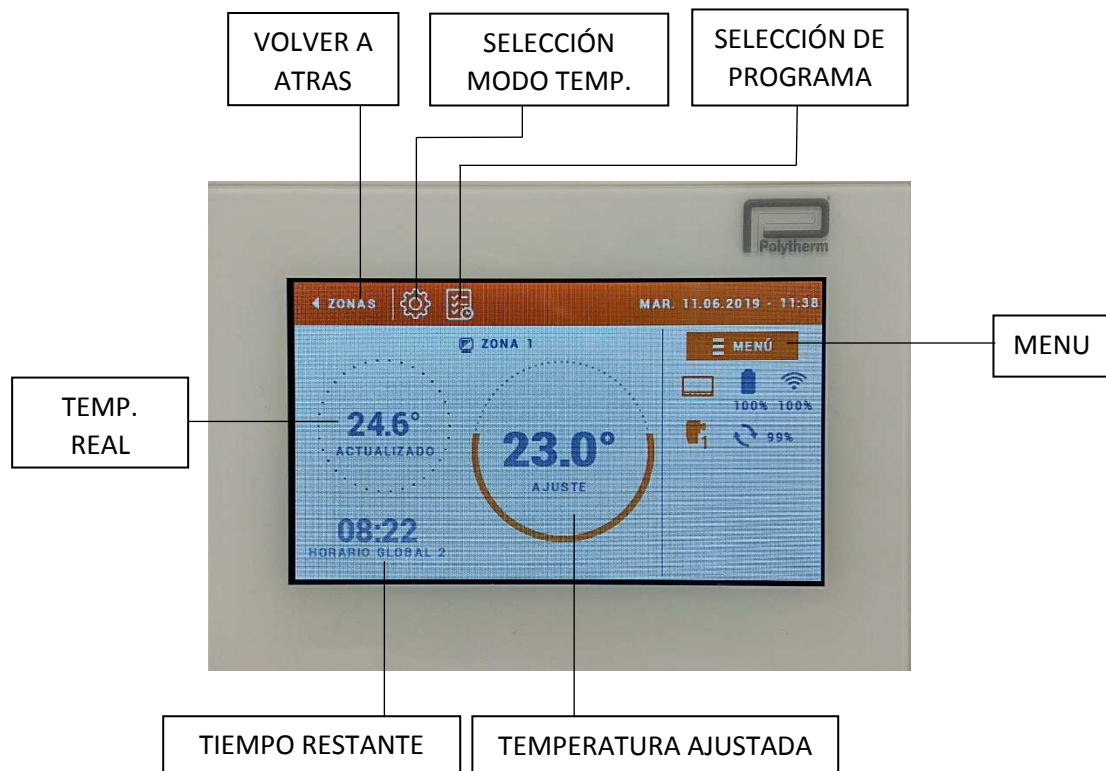 VOLVER A
ATRAS
SELECCIÓN
MODO TEMP.
SELECCIÓN DE
PROGRAMA
Polytherm
ZONAS
MAR. 11.06.2019 - 11:38
ZONA 1
MENÚ
MENU
100% 100%
TEMP.
REAL
24.6°
ACTUALIZADO
23.0°
AJUSTE
1
99%
08:22
HORARIO GLOBAL 2
TIEMPO RESTANTE
TEMPERATURA AJUSTADA